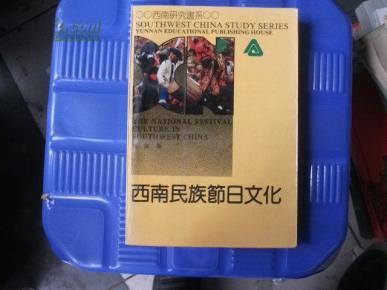 ○○西南研究書系○○
SOUTHWEST CHINA STUDY SERIES
YUNNAN EDUCATIONAL PUBLISHING HOUSE
THE NATIONAL FESTIVAL
CULTURE IN
SOUTHWEST CHINA
西南民族節日文化